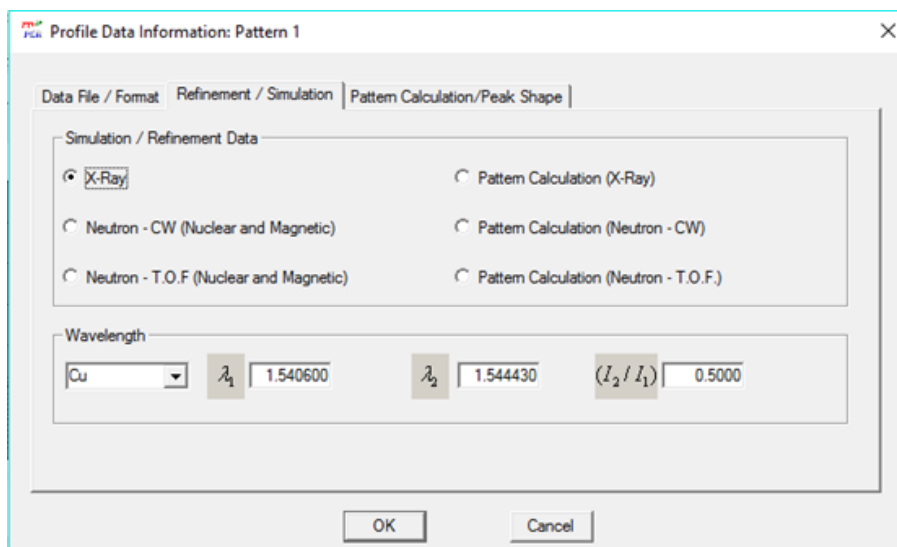 Profile Data Information: Pattern 1
Data File / Format Refinement / Simulation Pattern Calculation/Peak Shape
Simulation / Refinement Data
X-Ray Pattern Calculation (X-Ray)
Neutron - CW (Nuclear and Magnetic) Pattern Calculation (Neutron - CW)
Neutron - T.O.F (Nuclear and Magnetic) Pattern Calculation (Neutron - T.O.F.)
Wavelength
Cu λ₁ 1.540600 λ₂ 1.544430 (I₂ / I₁) 0.5000
OK Cancel